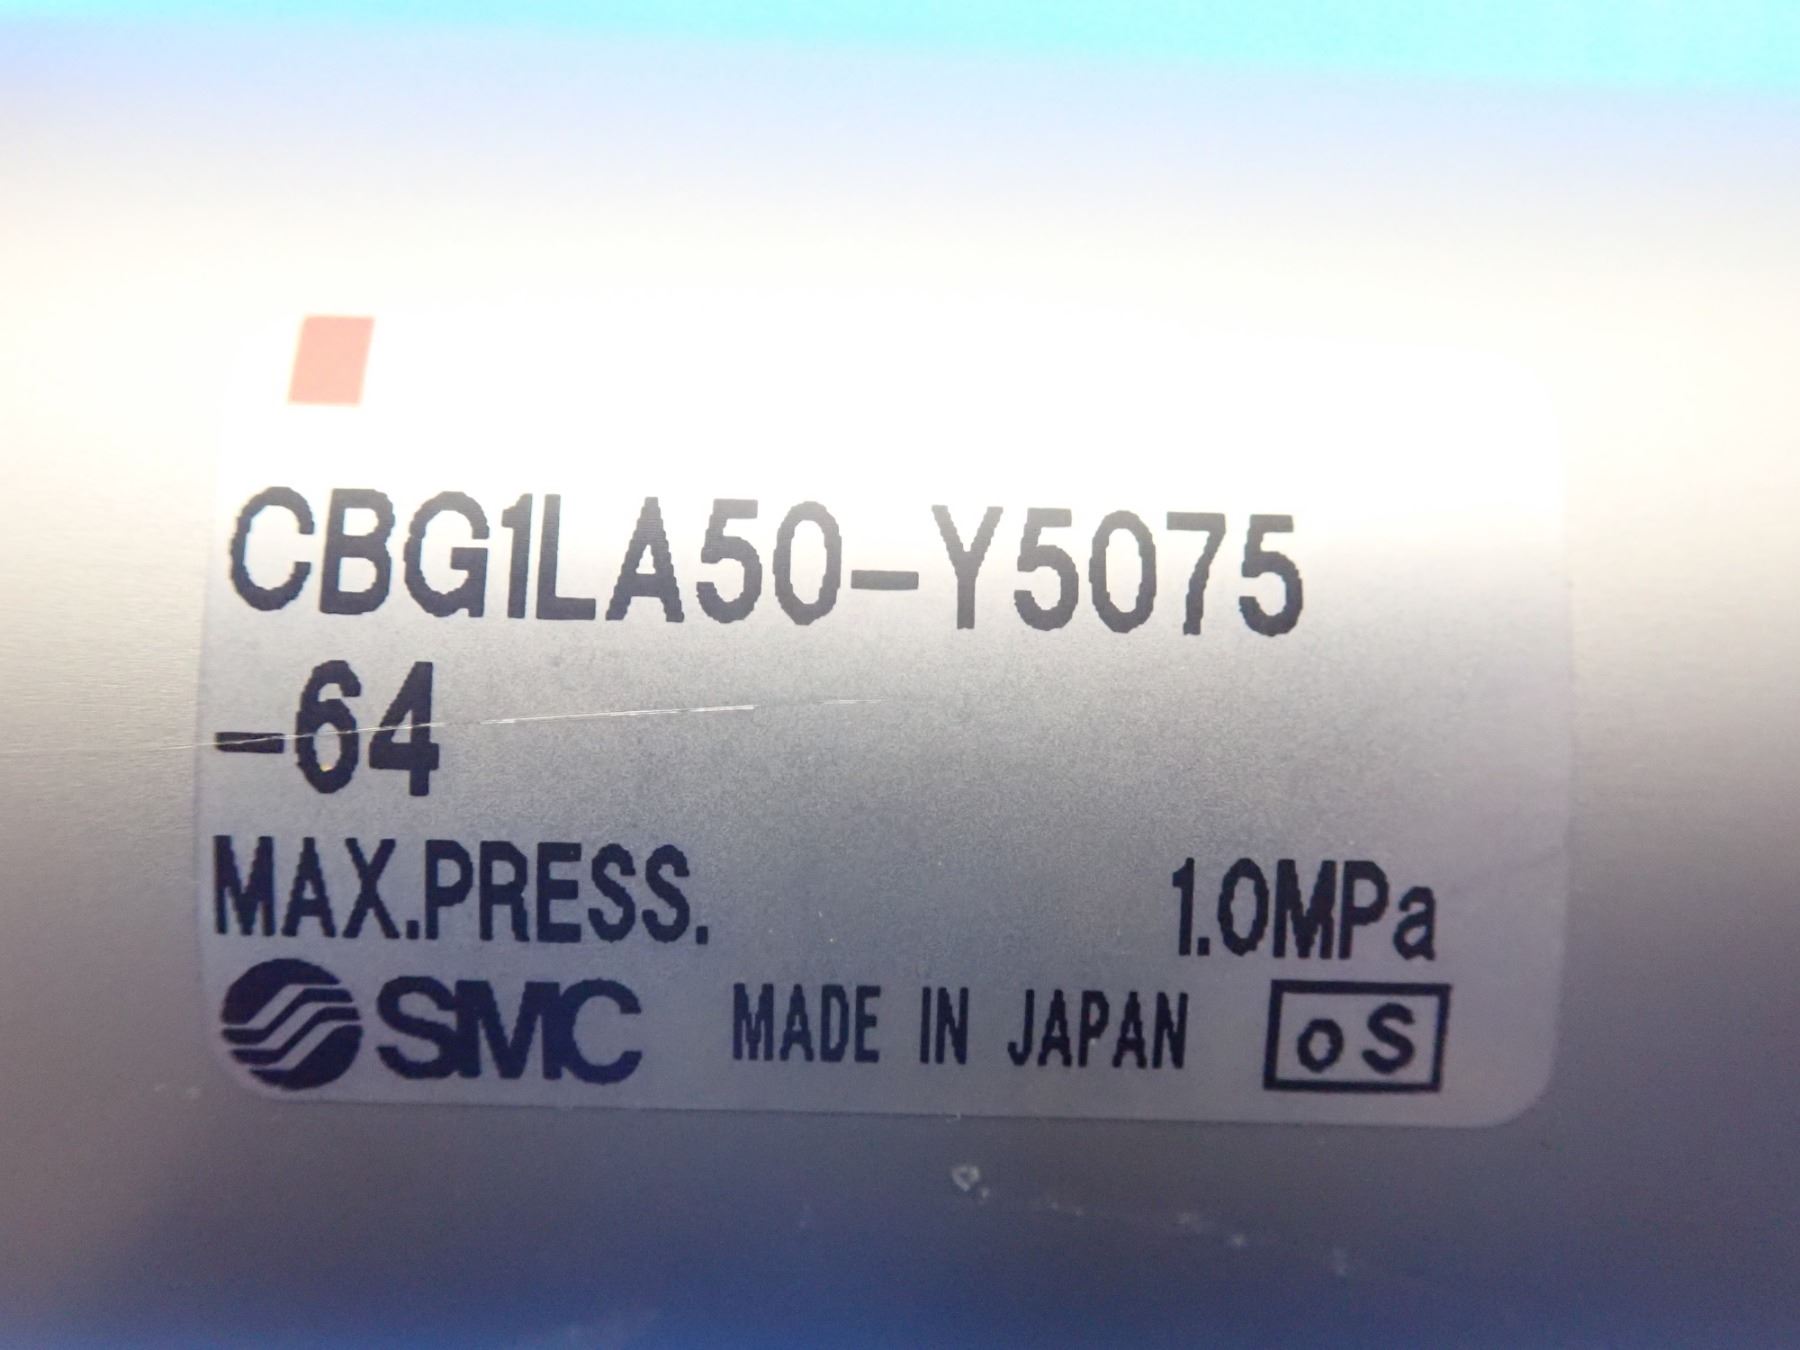 CBG1LA50-Y5075
-64
MAX.PRESS. 1.0MPa
SMC MADE IN JAPAN oS